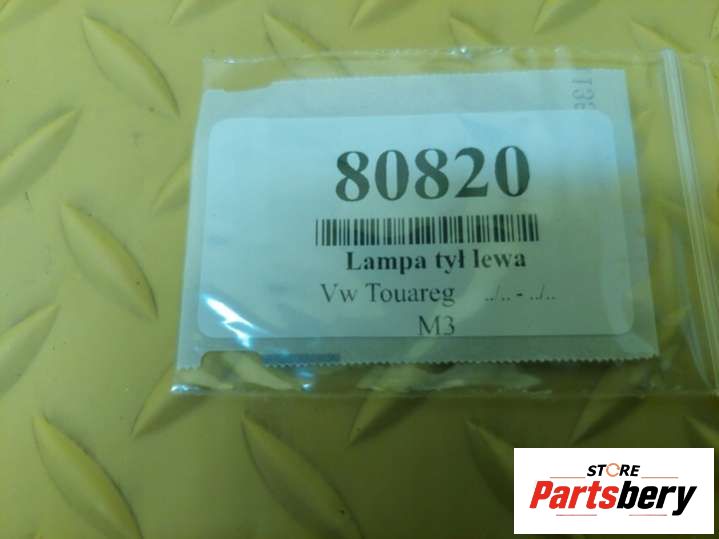 80820
Lampa tył lewa
Vw Touareg ../.. - ../..
M3
STORE
Partsbery